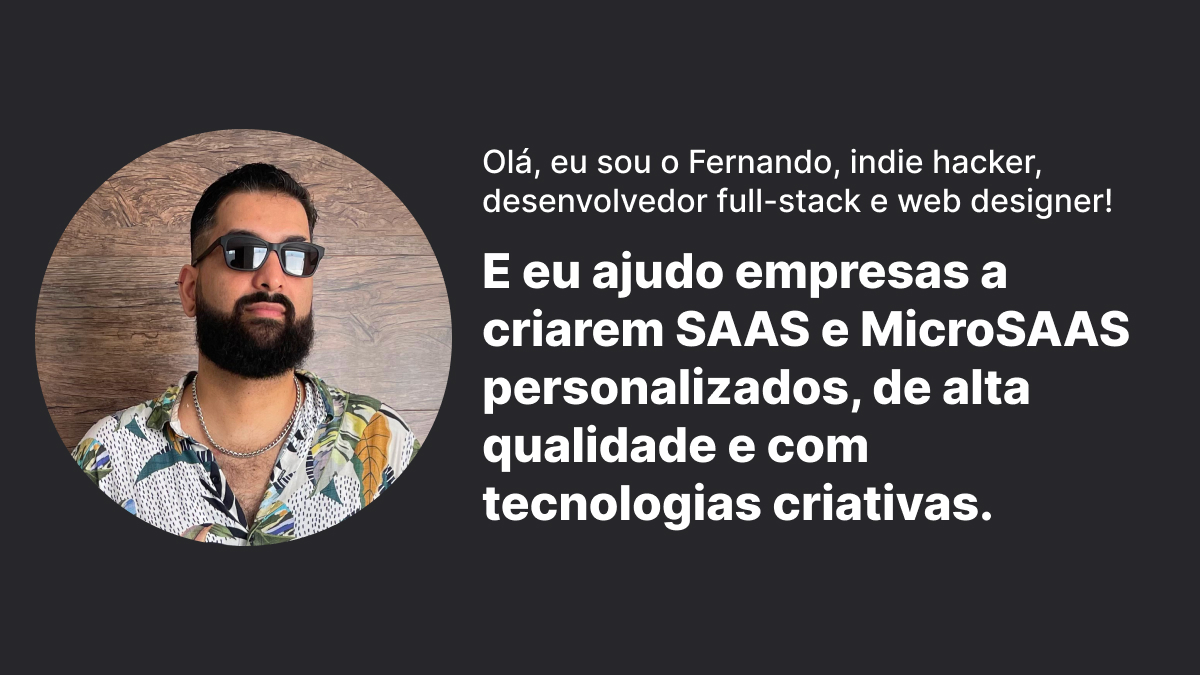 Olá, eu sou o Fernando, indie hacker,
desenvolvedor full-stack e web designer!
E eu ajudo empresas a
criarem SAAS e MicroSAAS
personalizados, de alta
qualidade e com
tecnologias criativas.